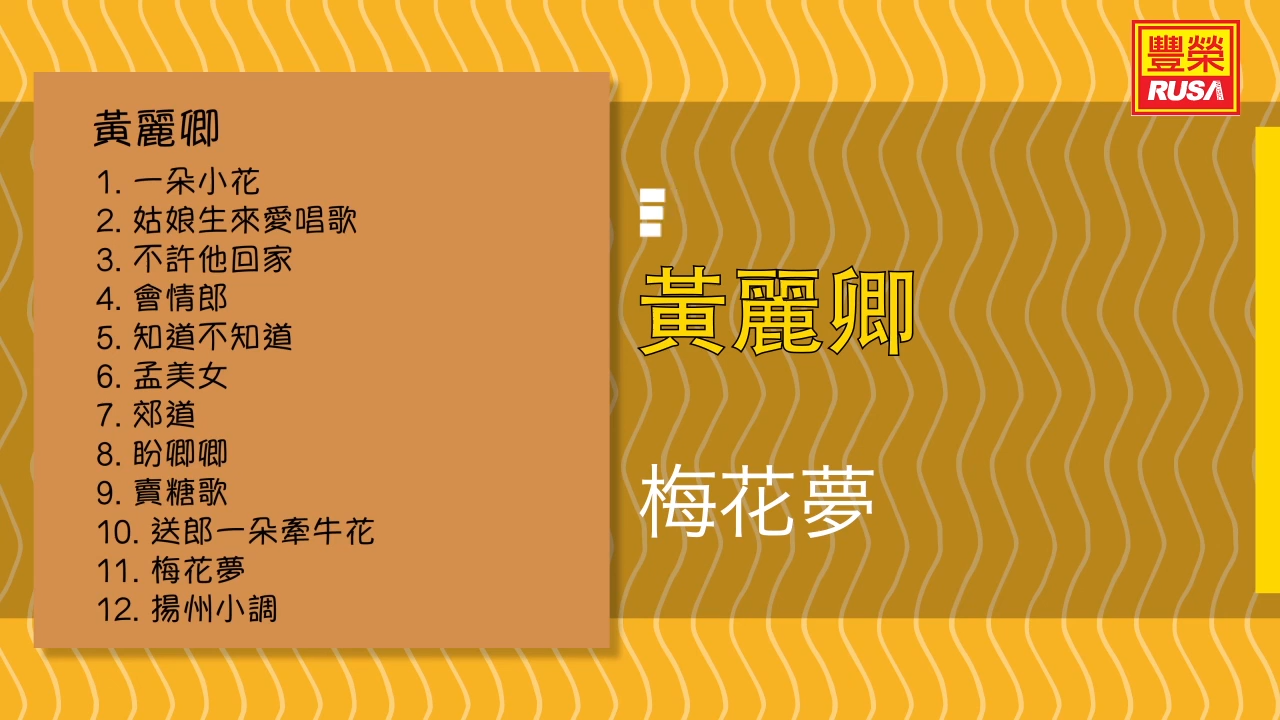 黃麗卿
1. 一朵小花
2. 姑娘生來愛唱歌
3. 不許他回家
4. 會情郎
5. 知道不知道
6. 孟美女
7. 郊道
8. 盼卿卿
9. 賣糖歌
10. 送郎一朵牽牛花
11. 梅花夢
12. 揚州小調
豐榮
RUSA
黃麗卿
梅花夢